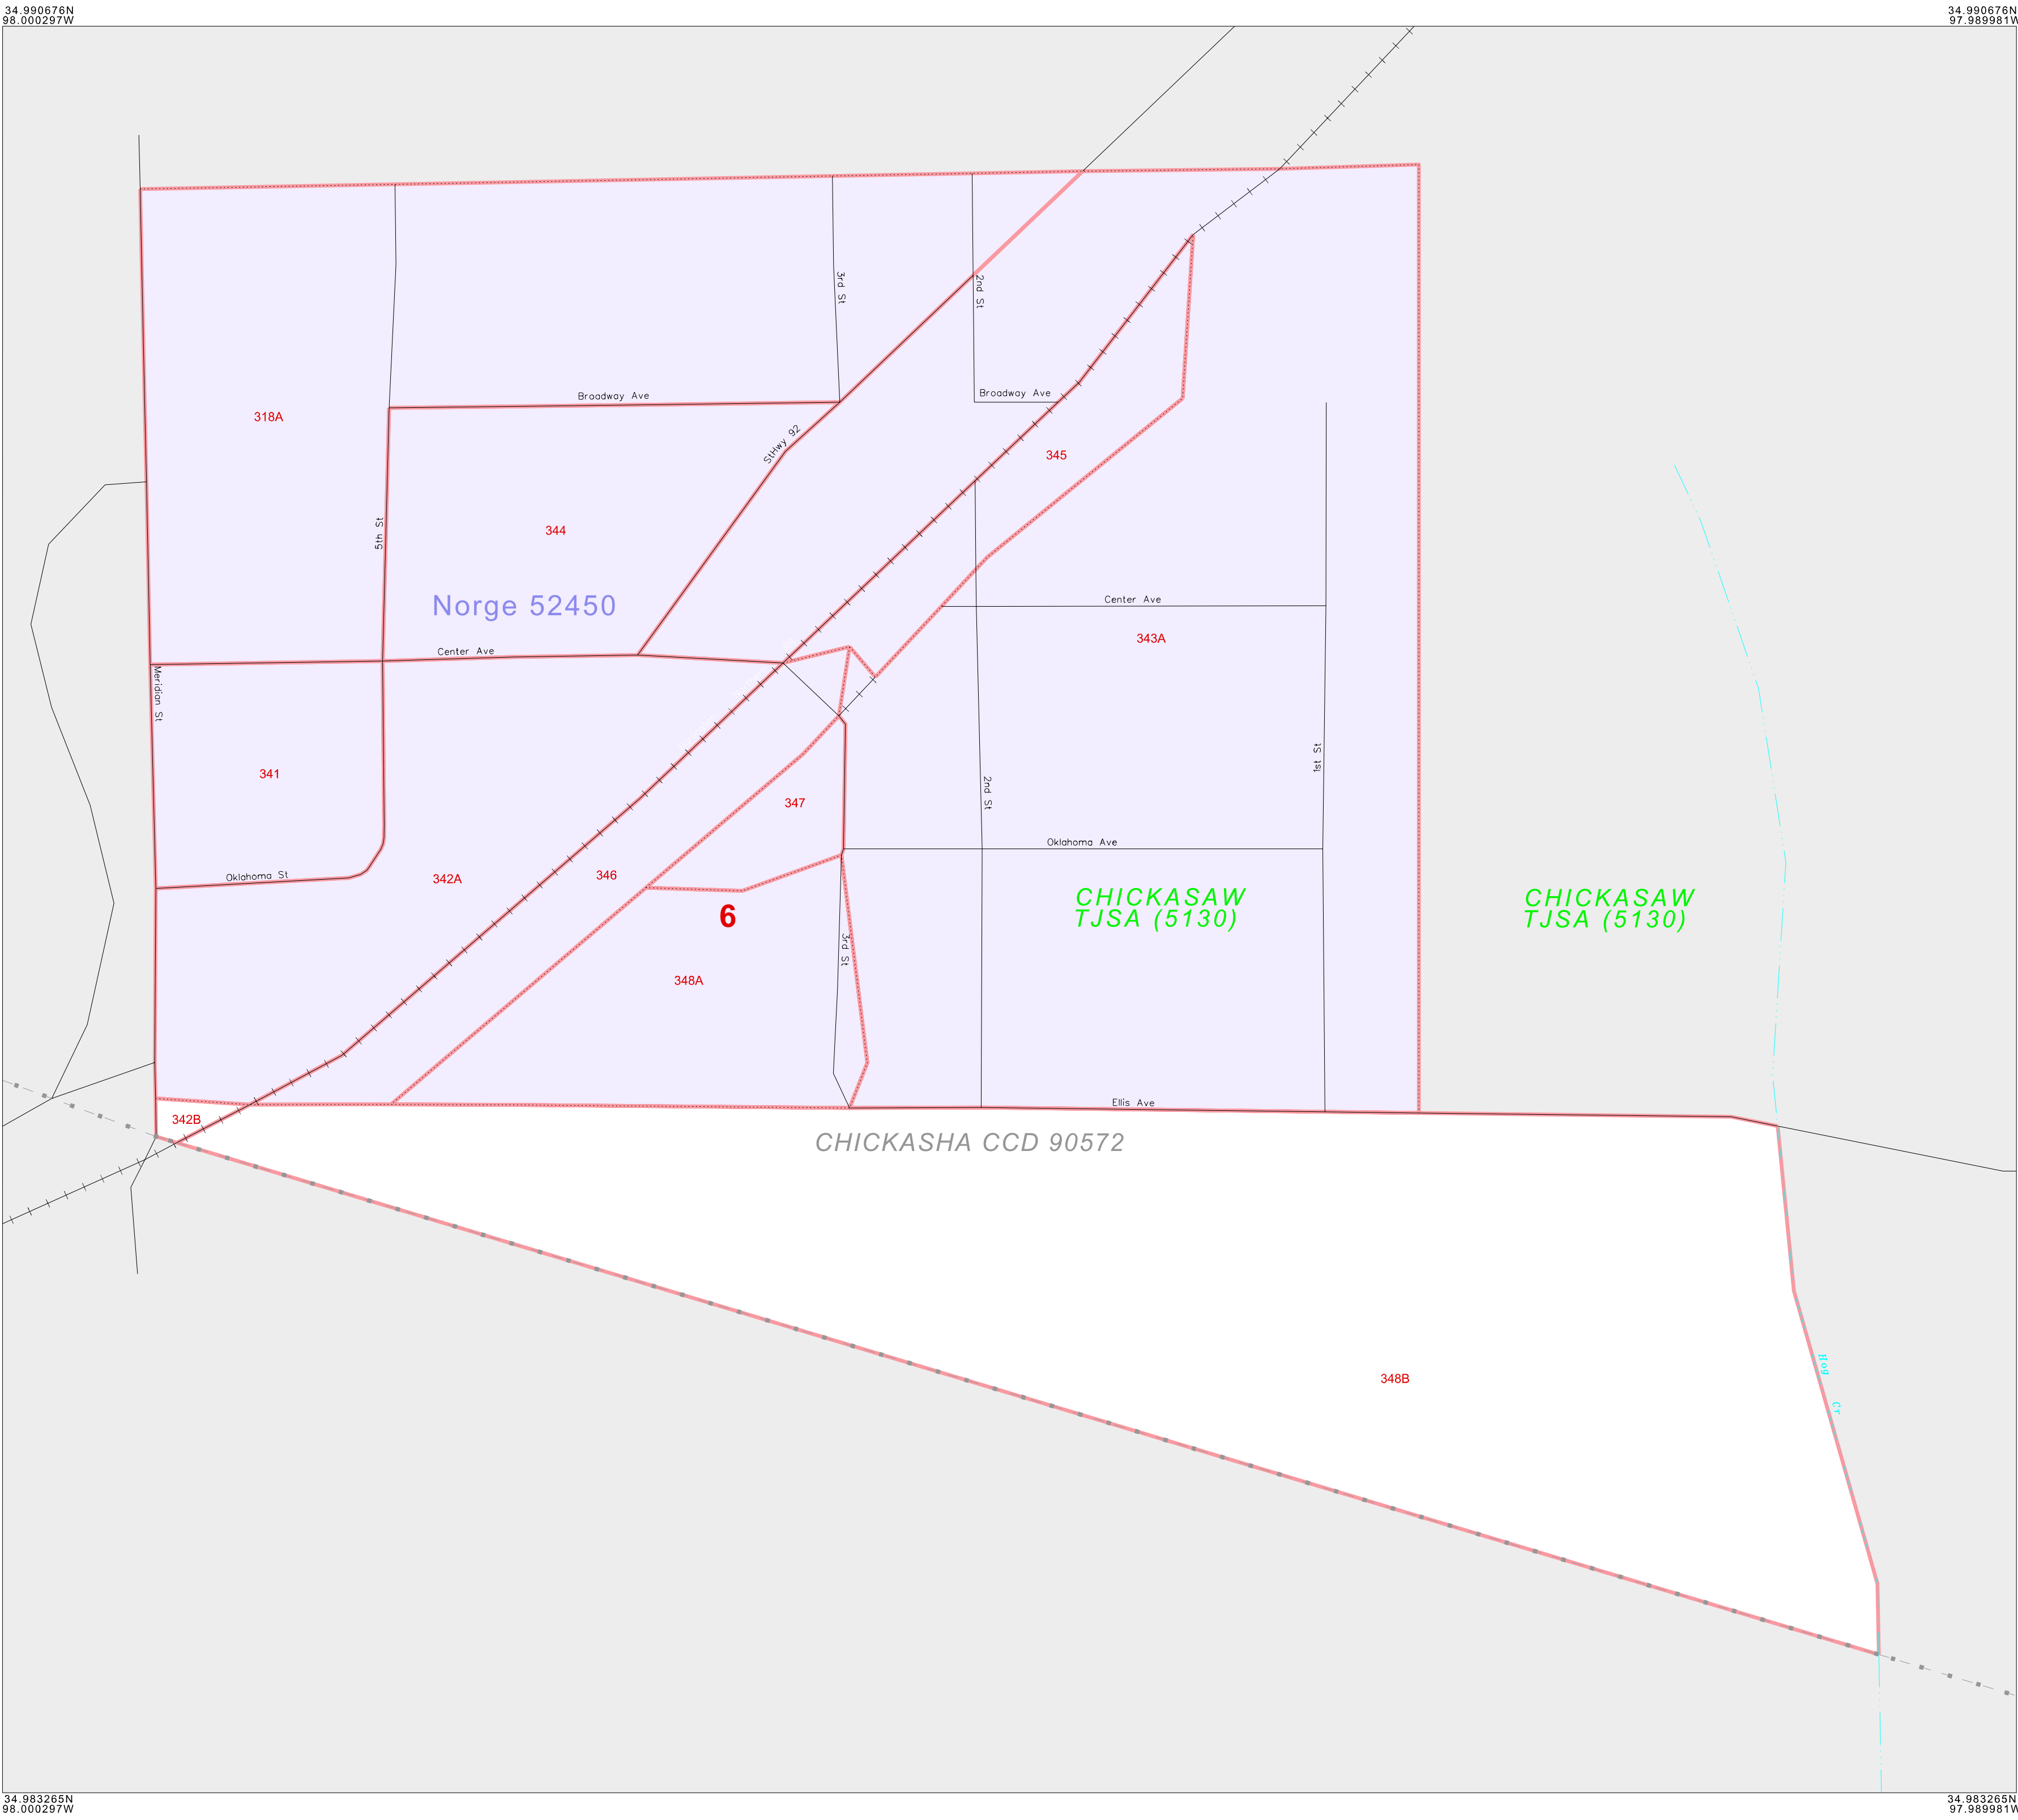 34.990676N
98.000297W
34.990676N
97.989981W
3rd St
2nd St
Broadway Ave
Broadway Ave
318A
StHwy 92
345
5th St
344
Norge 52450
Center Ave
343A
Center Ave
Meridian St
341
1st St
2nd St
347
Oklahoma Ave
Oklahoma St
342A
346
6
CHICKASAW
TJSA (5130)
CHICKASAW
TJSA (5130)
3rd St
348A
Ellis Ave
342B
CHICKASHA CCD 90572
Hog Cr
348B
34.983265N
98.000297W
34.983265N
97.989981W